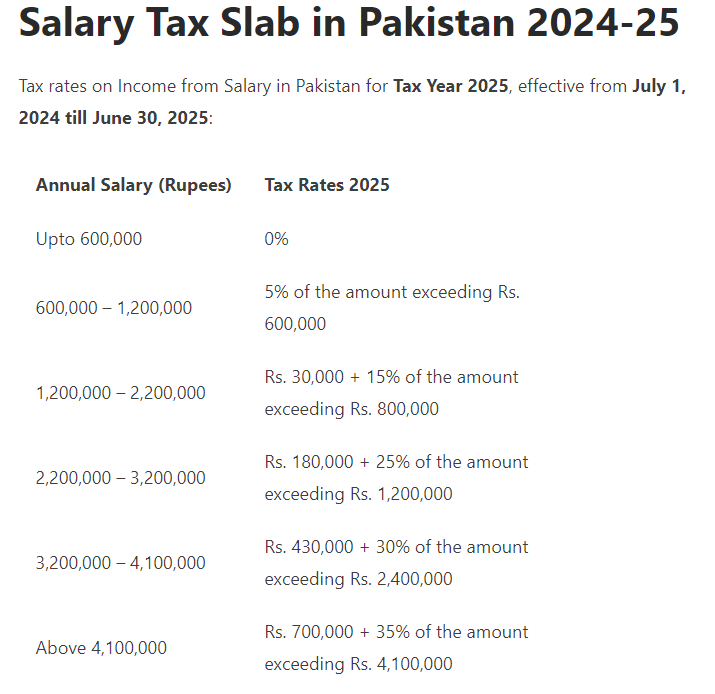 Salary Tax Slab in Pakistan 2024-25
Tax rates on Income from Salary in Pakistan for Tax Year 2025, effective from July 1,
2024 till June 30, 2025:
Annual Salary (Rupees) Tax Rates 2025
Upto 600,000 0%
600,000 – 1,200,000 5% of the amount exceeding Rs.
600,000
1,200,000 – 2,200,000 Rs. 30,000 + 15% of the amount
exceeding Rs. 800,000
2,200,000 – 3,200,000 Rs. 180,000 + 25% of the amount
exceeding Rs. 1,200,000
3,200,000 – 4,100,000 Rs. 430,000 + 30% of the amount
exceeding Rs. 2,400,000
Above 4,100,000 Rs. 700,000 + 35% of the amount
exceeding Rs. 4,100,000